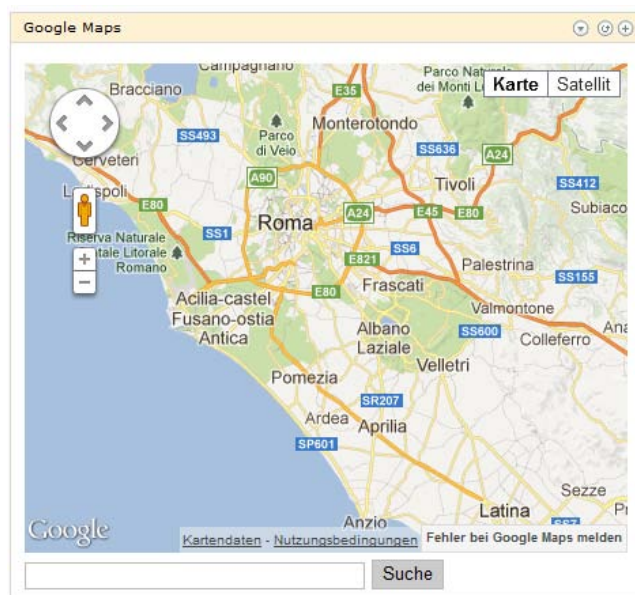 Google Maps
Campagnano
Bracciano
E35
Parco Natu
dei Monti L
Karte
Satellit
SS493
Parco
di Veio
Monterotondo
SS636
A24
Cerveteri
A90
Tivoli
SS412
E80
Roma
A24
E45
E80
Subiaco
Riserva Naturale
Litorale
Romano
SS1
SS6
E821
Palestrina
SS155
E80
Frascati
Acilia-castel
Fusano-ostia
Antica
Valmontone
Albano
Laziale
SS600
Colleferro
Velletri
Pomezia
SR207
Ardea
Aprilia
SP601
Sezze
Latina
Anzio
SS7
Google
Kartendaten - Nutzungsbedingungen
Fehler bei Google Maps melden
Suche